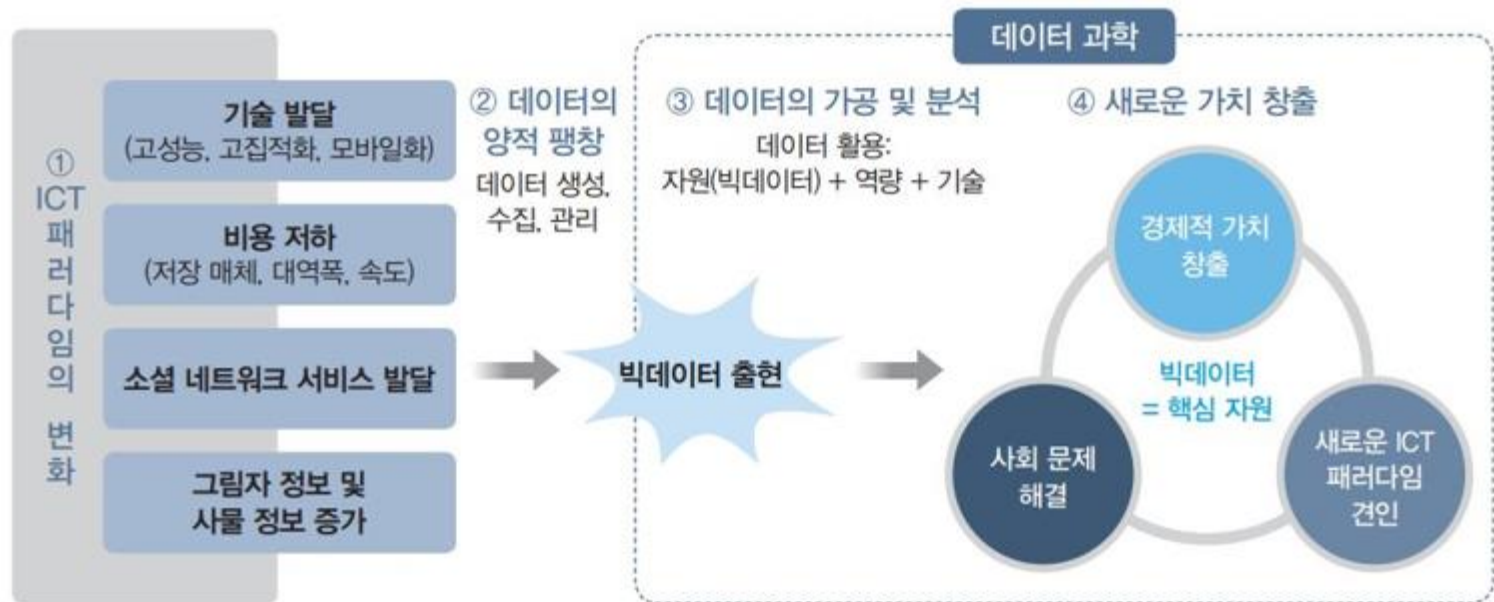 데이터 과학
①
ICT
패
러
다
임
의
변
화
기술 발달
(고성능, 고집적화, 모바일화)
비용 저하
(저장 매체, 대역폭, 속도)
소셜 네트워크 서비스 발달
그림자 정보 및
사물 정보 증가
② 데이터의
양적 팽창
데이터 생성,
수집, 관리
③ 데이터의 가공 및 분석
데이터 활용:
자원(빅데이터) + 역량 + 기술
빅데이터 출현
④ 새로운 가치 창출
경제적 가치
창출
빅데이터
= 핵심 자원
사회 문제
해결
새로운 ICT
패러다임
견인